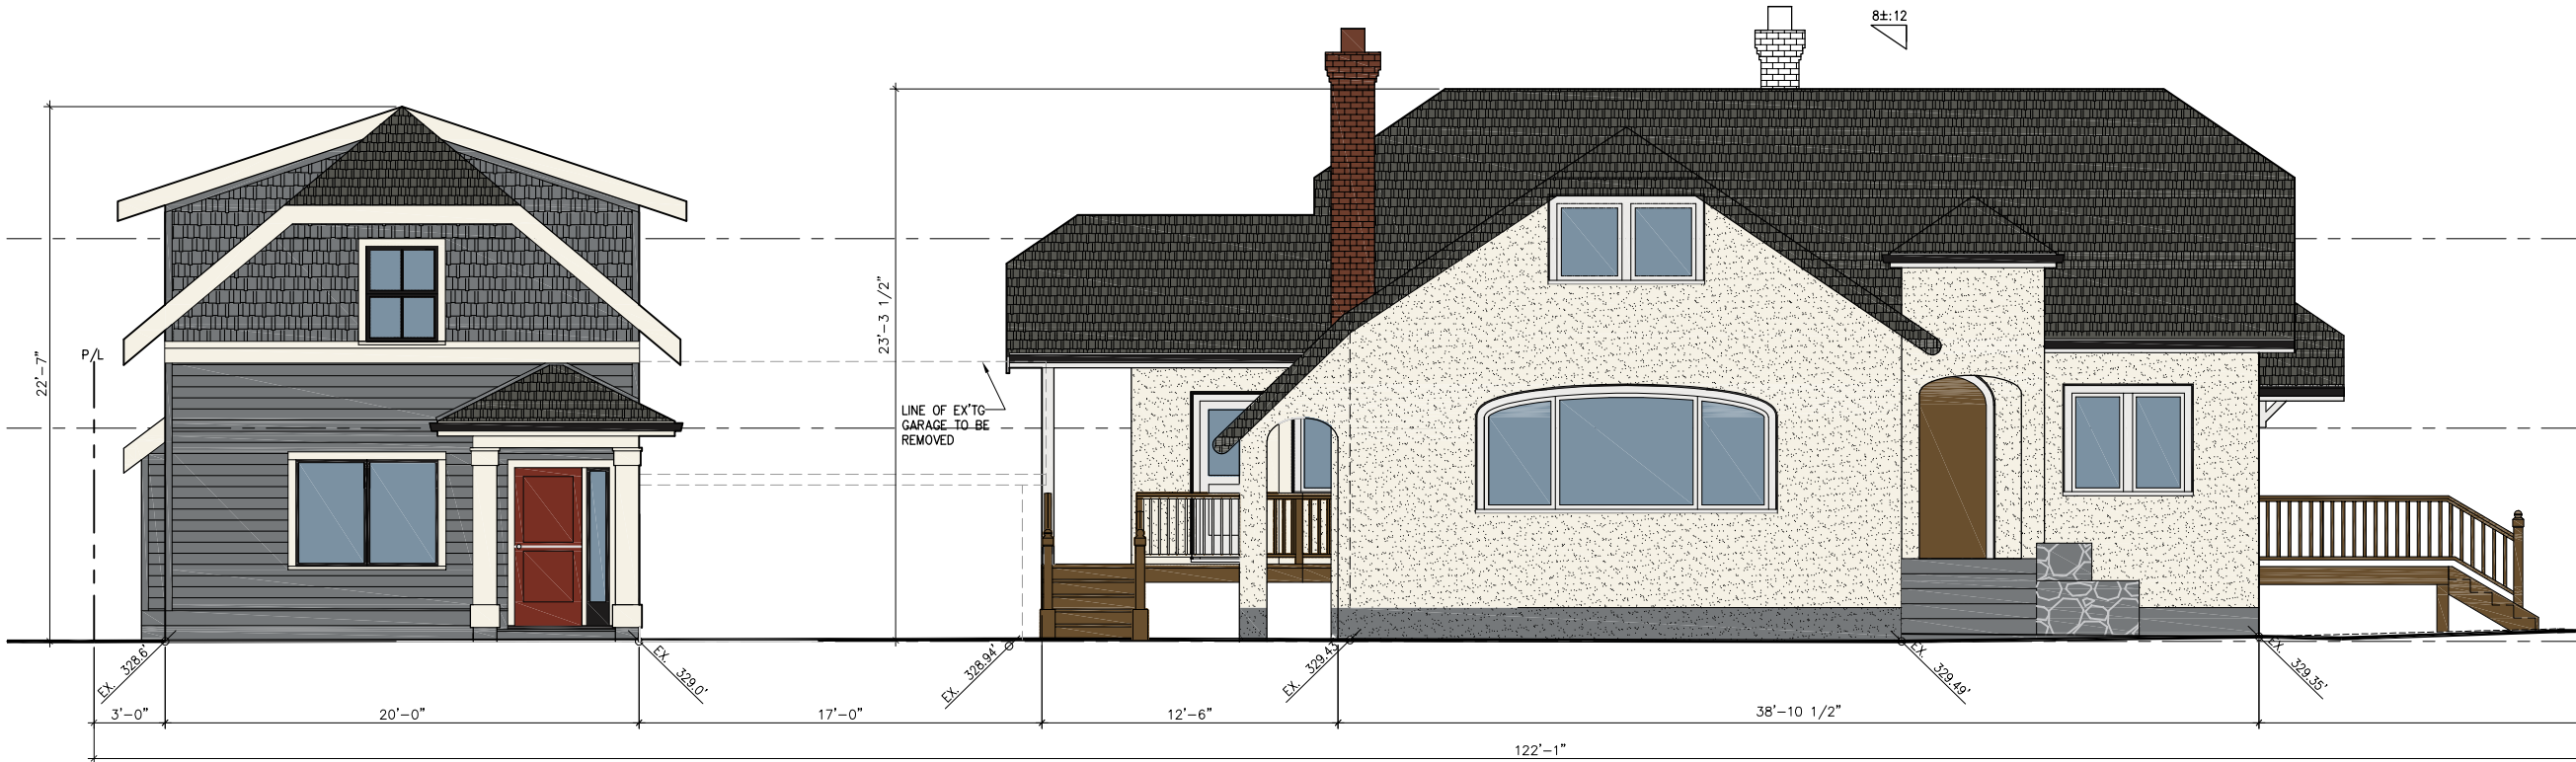 8±:12
22'-7"
P/L
23'-3 1/2"
LINE OF EX'TG
GARAGE TO BE
REMOVED
EX. 328.6'
EX. 329.0'
EX. 328.94'
EX. 329.43'
EX. 329.49'
EX. 329.35'
3'-0"
20'-0"
17'-0"
12'-6"
38'-10 1/2"
122'-1"